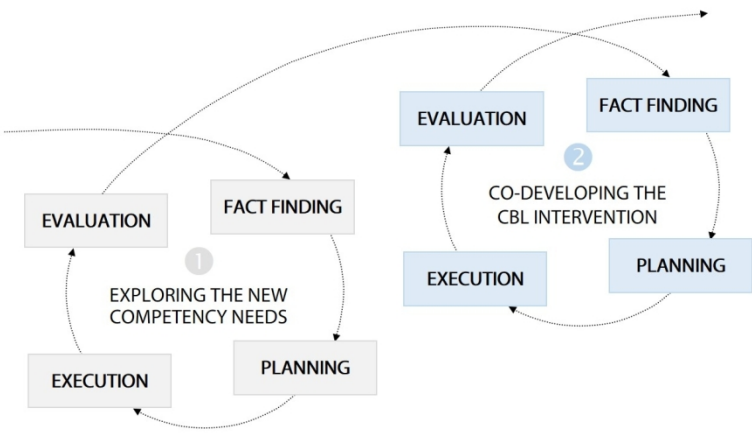 FACT FINDING
EVALUATION
1
EXPLORING THE NEW
COMPETENCY NEEDS
PLANNING
EXECUTION
FACT FINDING
EVALUATION
2
CO-DEVELOPING THE
CBL INTERVENTION
PLANNING
EXECUTION